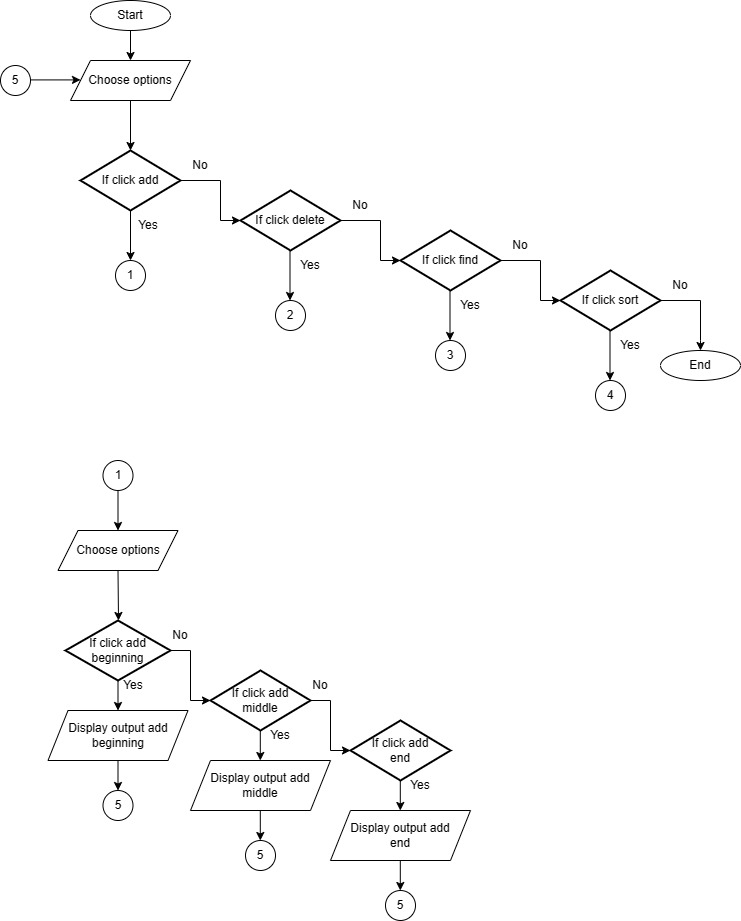 Start
5
Choose options
If click add
No
Yes
1
If click delete
No
Yes
2
If click find
No
Yes
3
If click sort
No
Yes
4
End
1
Choose options
If click add
beginning
No
Yes
Display output add
beginning
5
If click add
middle
No
Yes
Display output add
middle
5
If click add
end
Yes
Display output add
end
5